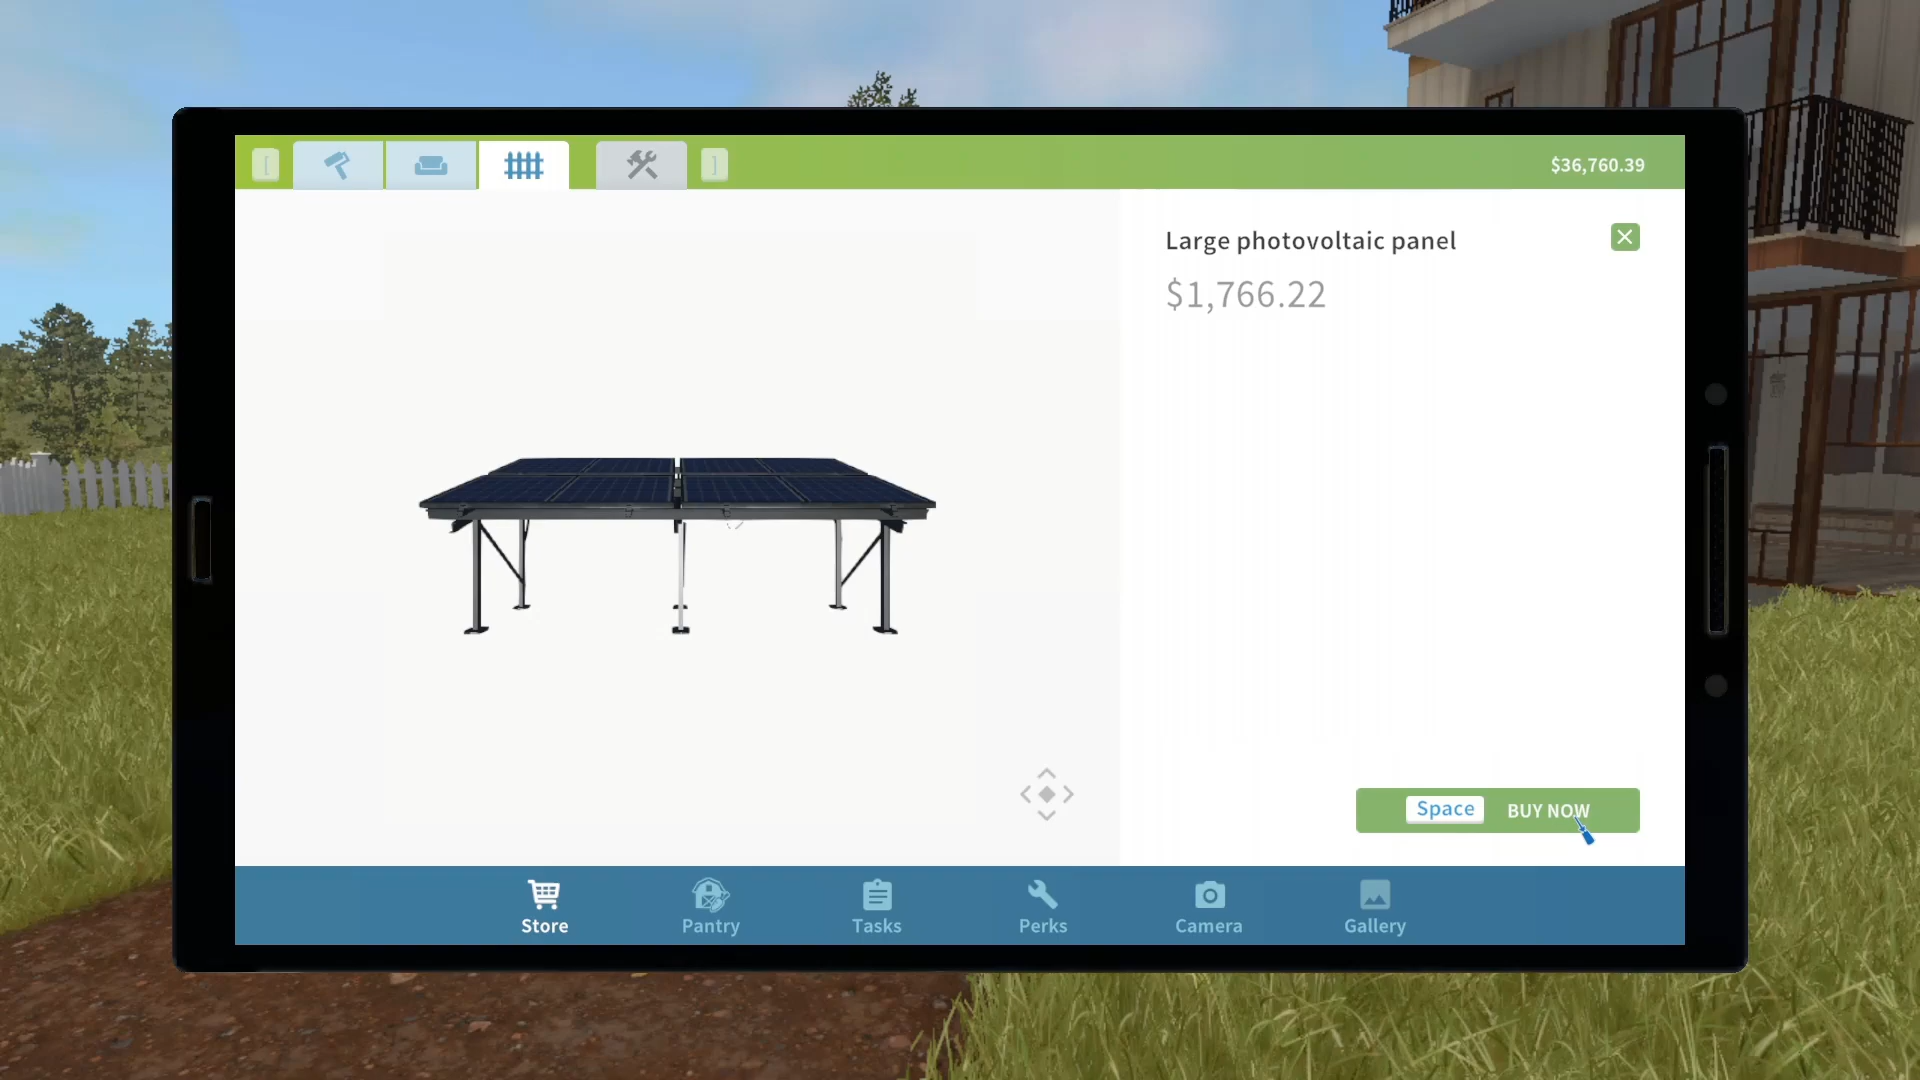 [
]
$36,760.39
Large photovoltaic panel
$1,766.22
Space BUY NOW
Store
Pantry
Tasks
Perks
Camera
Gallery